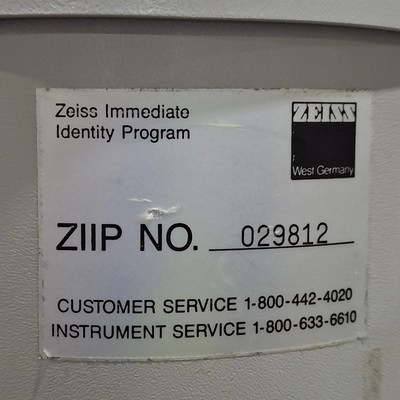 Zeiss Immediate
Identity Program
ZEISS
West Germany
ZIIP NO. 029812
CUSTOMER SERVICE 1-800-442-4020
INSTRUMENT SERVICE 1-800-633-6610